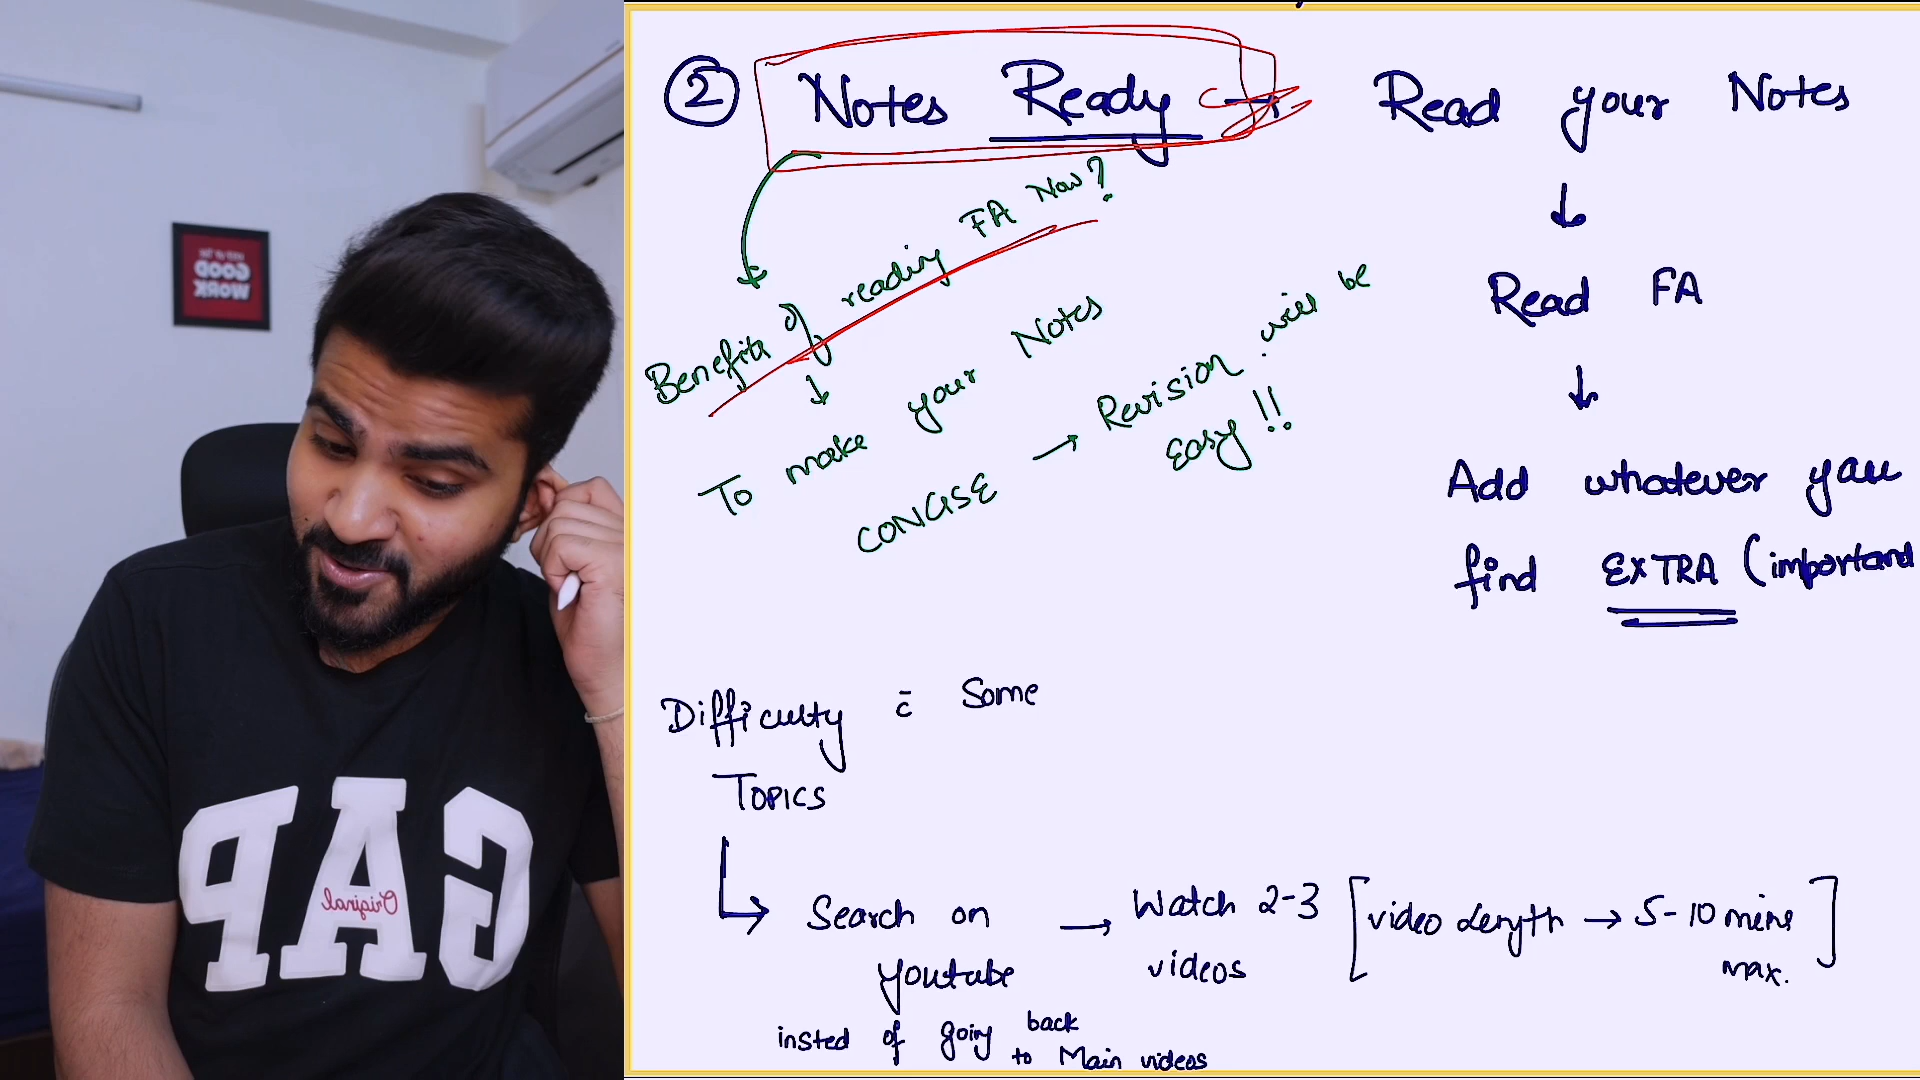 ② Notes Ready → Read your Notes
↓
Read FA
↓
Add whatever you
find EXTRA (important
Benefits of reading FA Now?
↓
To make your Notes
CONCISE → Revision will be
Easy!!
Difficulty c̄ Some
TOPICS
Search on → Watch 2-3 [video length → 5-10 mins
youtube videos max.]
insted of going back
to Main videos
GOOD
WORK
GAP
Original